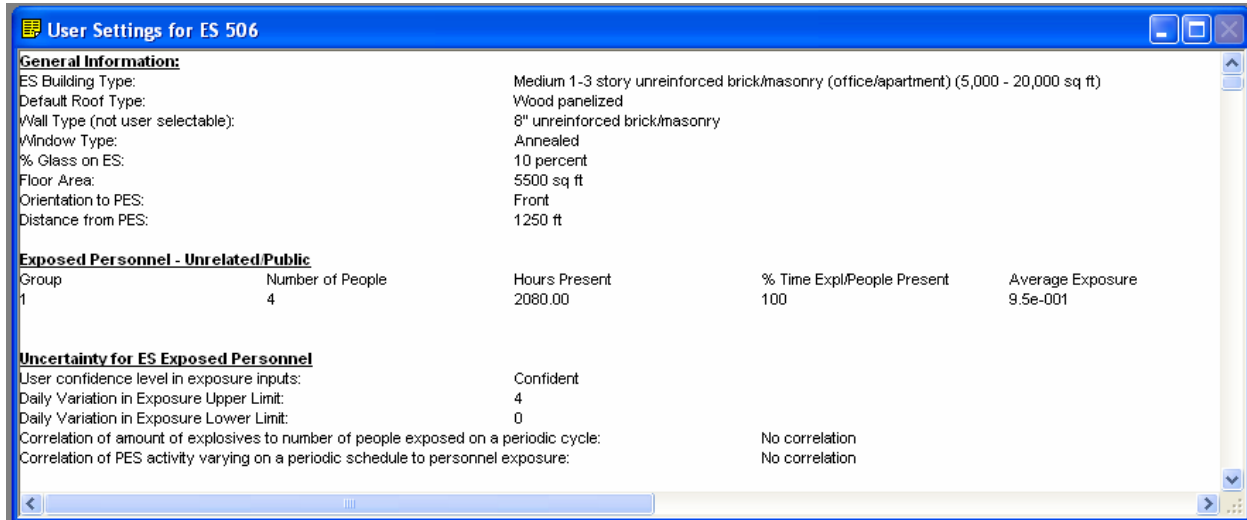 User Settings for ES 506
General Information:
ES Building Type: Medium 1-3 story unreinforced brick/masonry (office/apartment) (5,000 - 20,000 sq ft)
Default Roof Type: Wood panelized
Wall Type (not user selectable): 8" unreinforced brick/masonry
Window Type: Annealed
% Glass on ES: 10 percent
Floor Area: 5500 sq ft
Orientation to PES: Front
Distance from PES: 1250 ft
Exposed Personnel - Unrelated/Public
Group Number of People Hours Present % Time Expl/People Present Average Exposure
1 4 2080.00 100 9.5e-001
Uncertainty for ES Exposed Personnel
User confidence level in exposure inputs: Confident
Daily Variation in Exposure Upper Limit: 4
Daily Variation in Exposure Lower Limit: 0
Correlation of amount of explosives to number of people exposed on a periodic cycle: No correlation
Correlation of PES activity varying on a periodic schedule to personnel exposure: No correlation